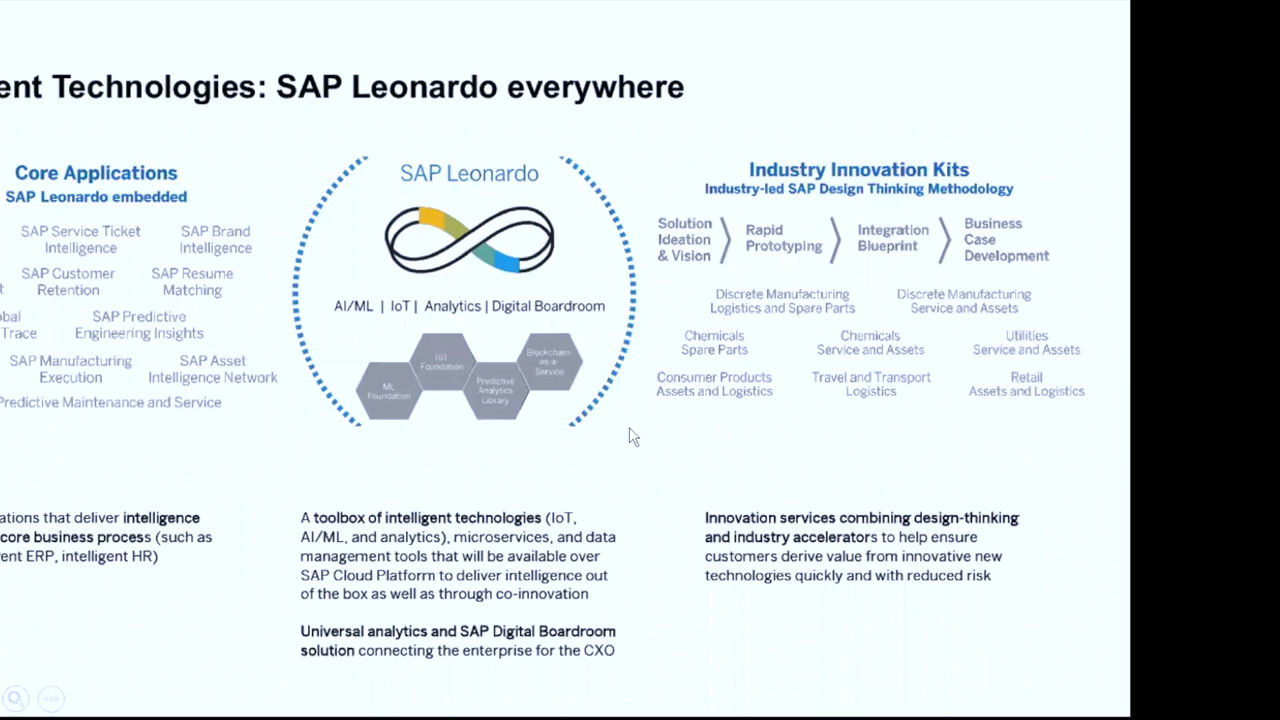 ent Technologies: SAP Leonardo everywhere
Core Applications
SAP Leonardo embedded
SAP Service Ticket
Intelligence
SAP Brand
Intelligence
SAP Customer
Retention
SAP Resume
Matching
t
bal
Trace
SAP Predictive
Engineering Insights
SAP Manufacturing
Execution
SAP Asset
Intelligence Network
Predictive Maintenance and Service
ations that deliver intelligence
core business process (such as
ent ERP, intelligent HR)
SAP Leonardo
AI/ML | IoT | Analytics | Digital Boardroom
ML
Foundation
IoT
Foundation
Predictive
Analytics
Library
Blockchain-
as-a-
Service
A toolbox of intelligent technologies (IoT,
AI/ML, and analytics), microservices, and data
management tools that will be available over
SAP Cloud Platform to deliver intelligence out
of the box as well as through co-innovation
Universal analytics and SAP Digital Boardroom
solution connecting the enterprise for the CXO
Industry Innovation Kits
Industry-led SAP Design Thinking Methodology
Solution
Ideation
& Vision
Rapid
Prototyping
Integration
Blueprint
Business
Case
Development
Discrete Manufacturing
Logistics and Spare Parts
Discrete Manufacturing
Service and Assets
Chemicals
Spare Parts
Chemicals
Service and Assets
Utilities
Service and Assets
Consumer Products
Assets and Logistics
Travel and Transport
Logistics
Retail
Assets and Logistics
Innovation services combining design-thinking
and industry accelerators to help ensure
customers derive value from innovative new
technologies quickly and with reduced risk